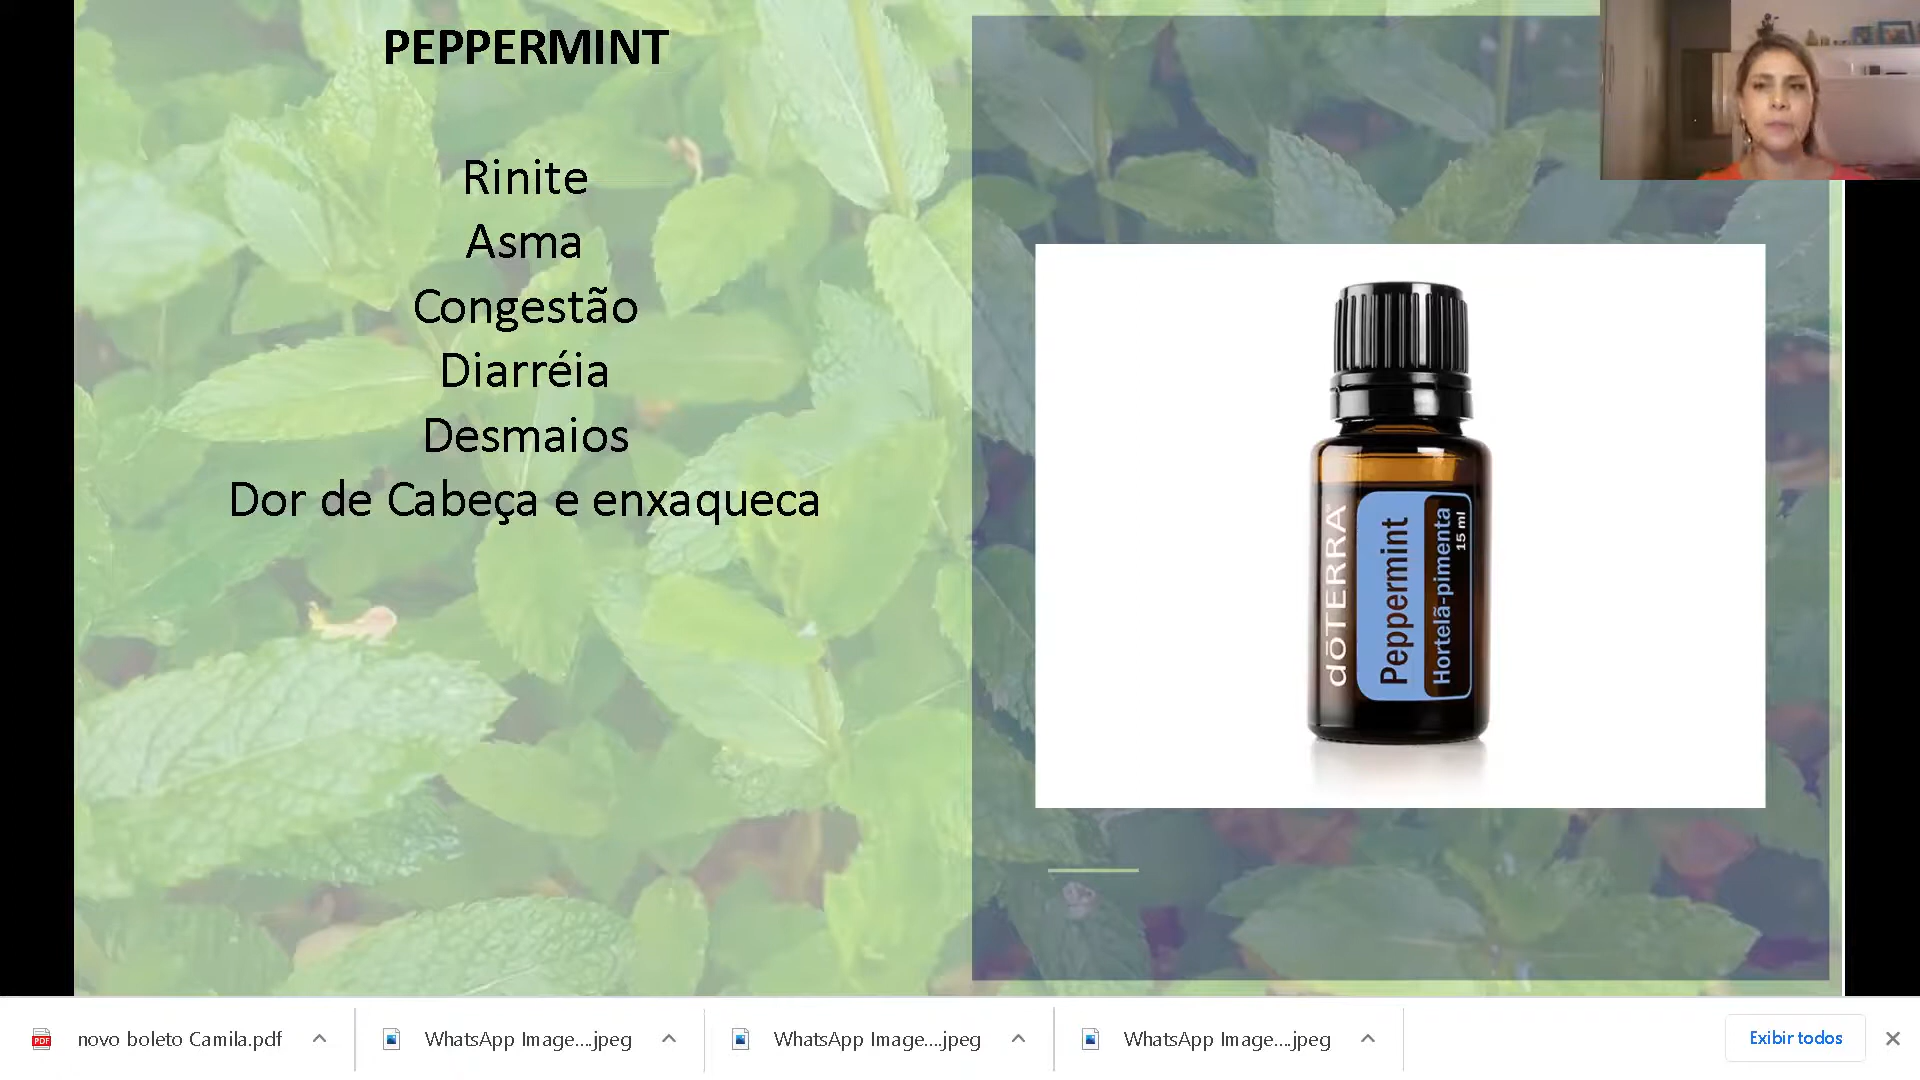 PEPPERMINT
Rinite
Asma
Congestão
Diarréia
Desmaios
Dor de Cabeça e enxaqueca
dōTERRA
Peppermint
Hortelã-pimenta
15 ml
novo boleto Camila.pdf
WhatsApp Image....jpeg
WhatsApp Image....jpeg
WhatsApp Image....jpeg
Exibir todos